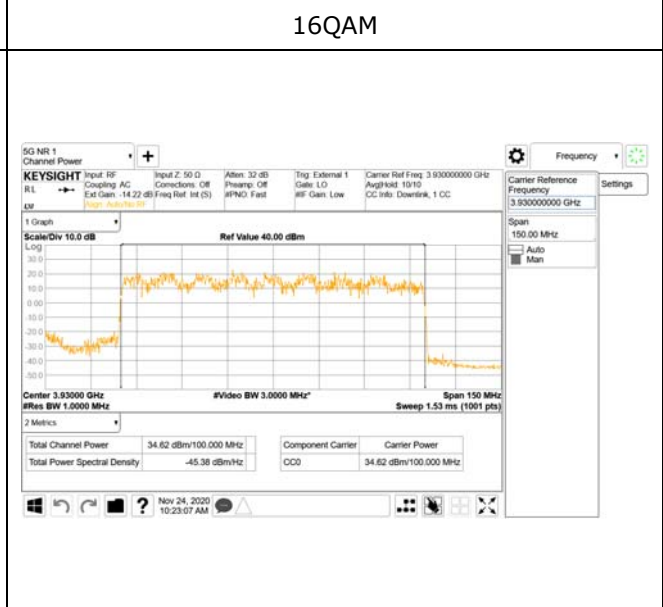 16QAM
5G NR 1
Channel Power
Frequency
KEYSIGHT
Input: RF
Input Z: 50 Ω
Atten: 32 dB
Trig: External 1
Carrier Ref Freq: 3.930000000 GHz
RL
Coupling: AC
Corrections: Off
Preamp: Off
Gate: LO
Avg|Hold: 10/10
Ext Gain: -14.22 dB
Freq Ref: Int (S)
#PNO: Fast
#IF Gain: Low
CC Info: Downlink, 1 CC
Align: Auto/No RF
Carrier Reference
Frequency
3.930000000 GHz
Settings
Span
150.00 MHz
Auto
Man
1 Graph
Scale/Div 10.0 dB
Ref Value 40.00 dBm
Log
30.0
20.0
10.0
0.00
-10.0
-20.0
-30.0
-40.0
-50.0
Center 3.93000 GHz
#Video BW 3.0000 MHz*
Span 150 MHz
#Res BW 1.0000 MHz
Sweep 1.53 ms (1001 pts)
2 Metrics
Total Channel Power
34.62 dBm/100.000 MHz
Total Power Spectral Density
-45.38 dBm/Hz
Component Carrier
Carrier Power
CC0
34.62 dBm/100.000 MHz
?
Nov 24, 2020
10:23:07 AM